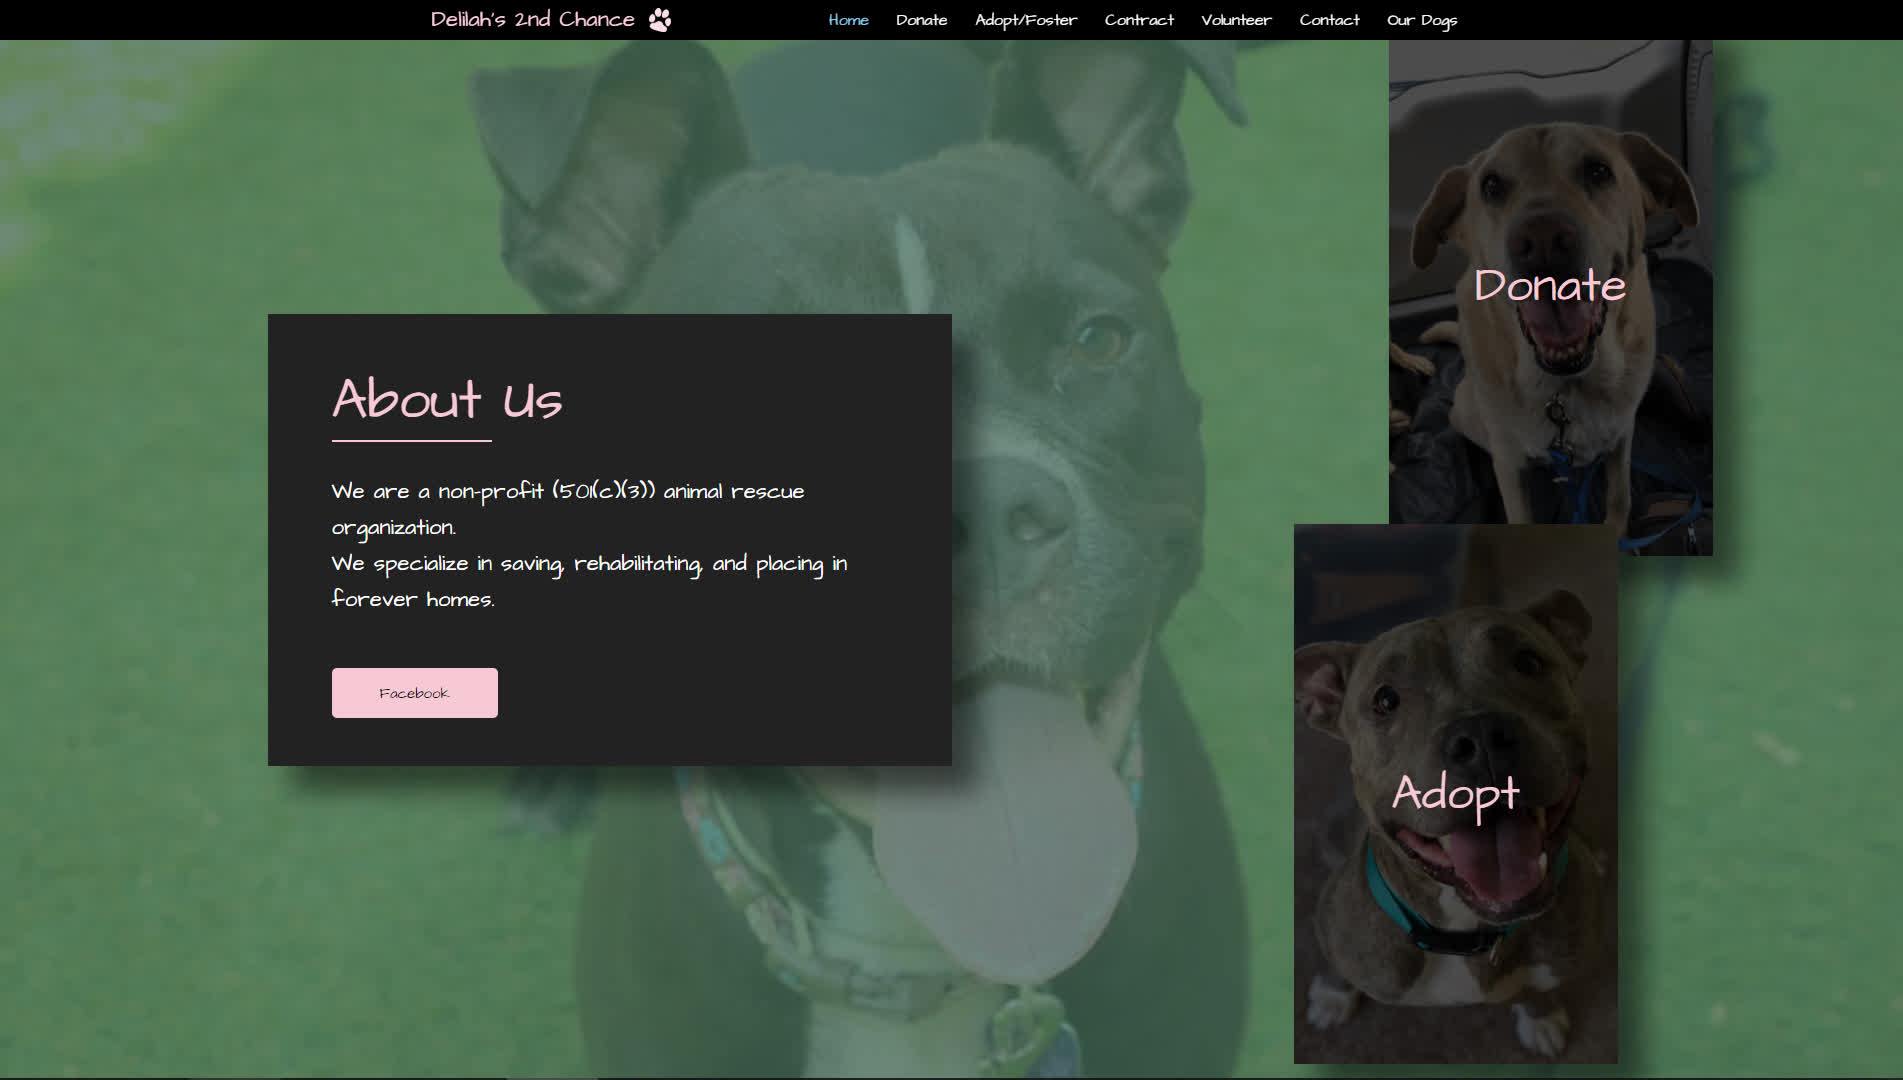 Delilah's 2nd Chance
Home Donate Adopt/Foster Contract Volunteer Contact Our Dogs
Donate
About Us
We are a non-profit (501(c)(3)) animal rescue
organization.
We specialize in saving, rehabilitating, and placing in
forever homes.
Facebook
Adopt